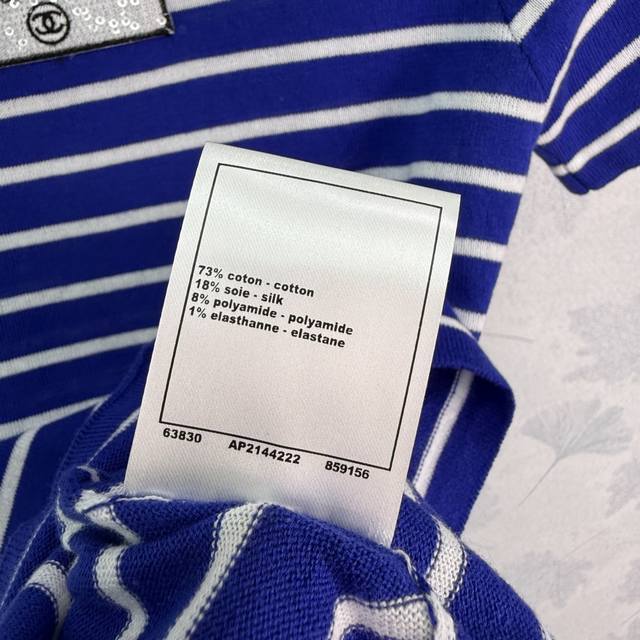 73% coton - cotton
18% soie - silk
8% polyamide - polyamide
1% elasthanne - elastane
63830 AP2144222 859156